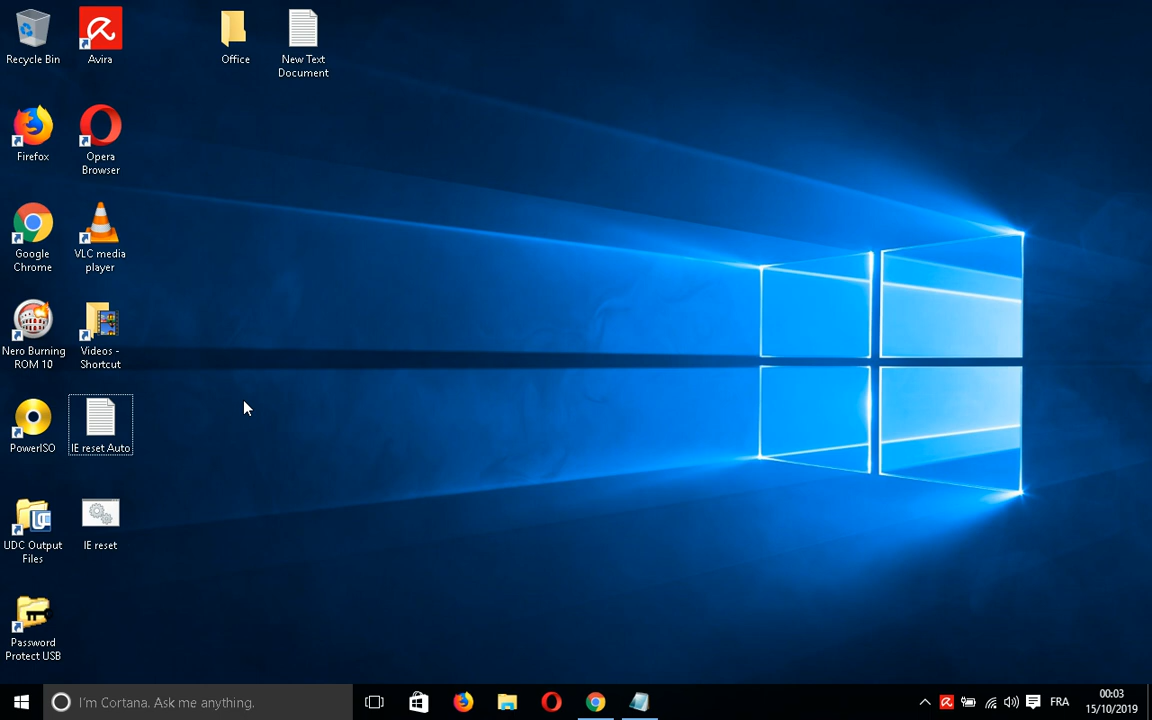 Recycle Bin
Avira
Office
New Text
Document
Firefox
Opera
Browser
Google
Chrome
VLC media
player
Nero Burning
ROM 10
Videos -
Shortcut
PowerISO
IE reset Auto
UDC Output
Files
IE reset
Password
Protect USB
I'm Cortana. Ask me anything.
FRA
00:03
15/10/2019